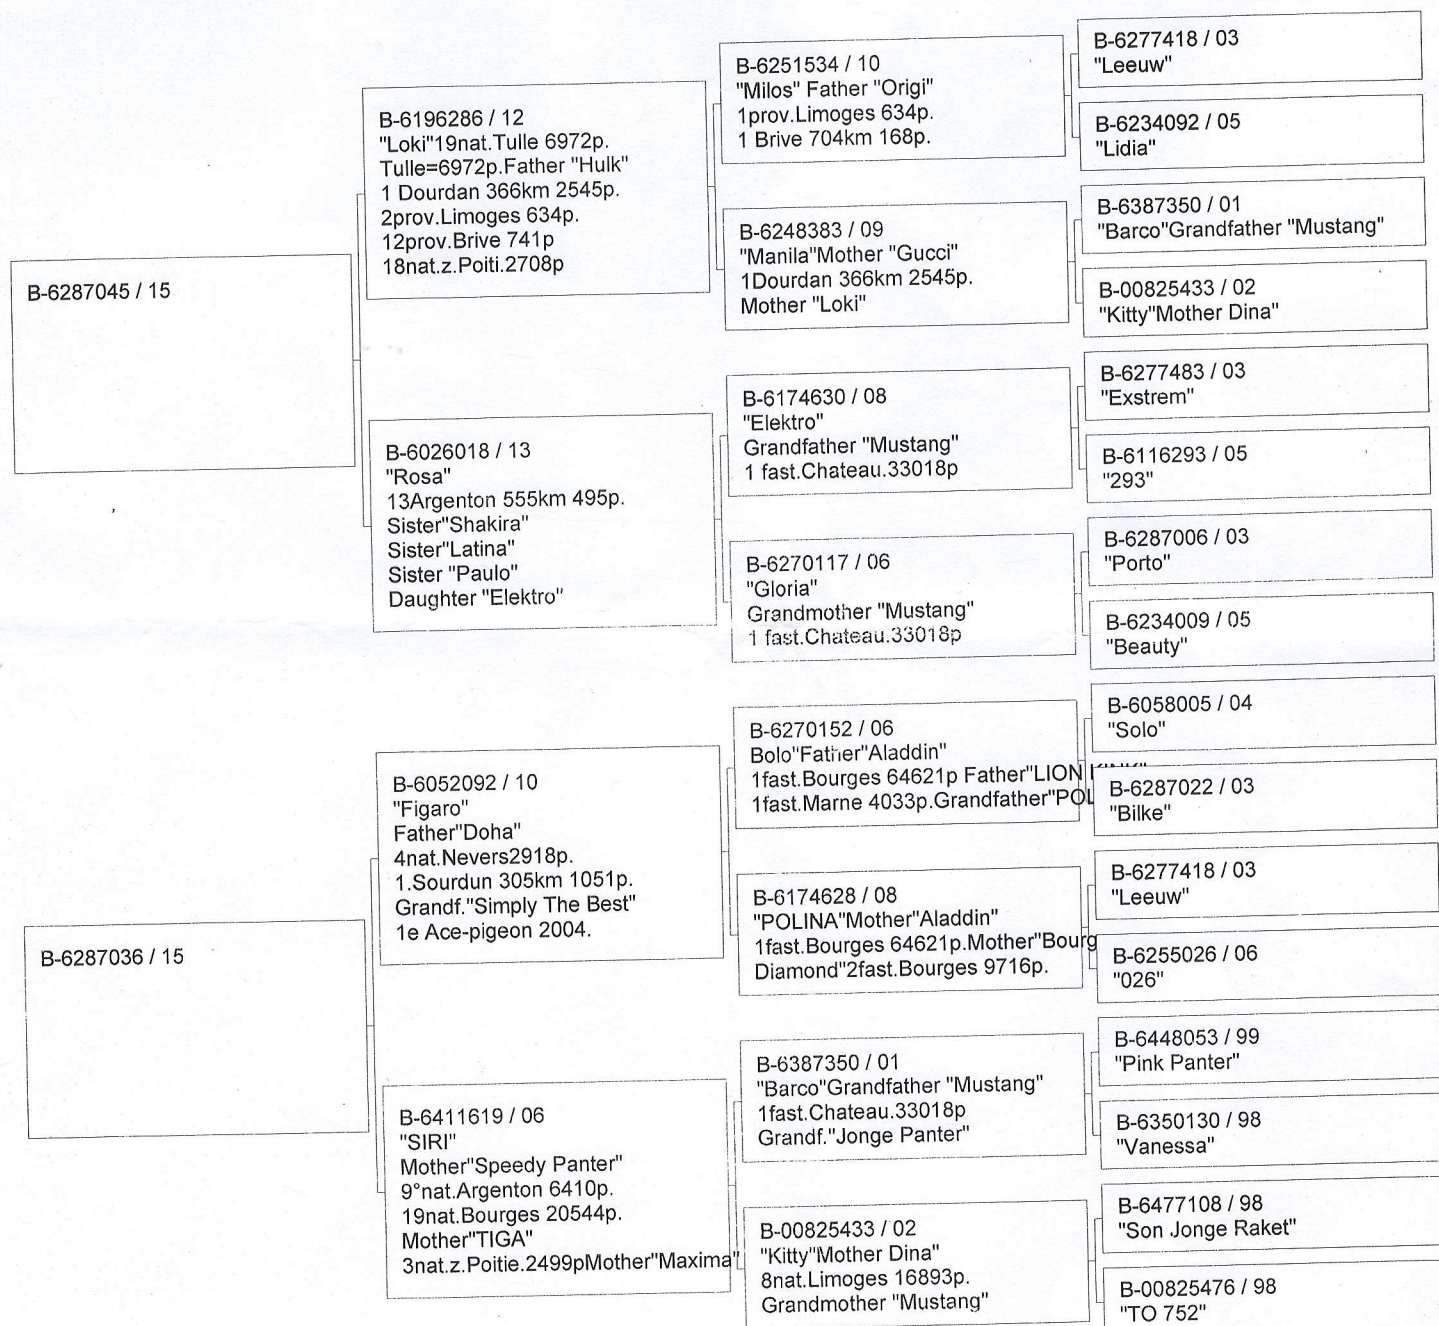 B-6287045 / 15
B-6196286 / 12
"Loki"19nat.Tulle 6972p.
Tulle=6972p.Father "Hulk"
1 Dourdan 366km 2545p.
2prov.Limoges 634p.
12prov.Brive 741p
18nat.z.Poiti.2708p
B-6026018 / 13
"Rosa"
13Argenton 555km 495p.
Sister"Shakira"
Sister"Latina"
Sister "Paulo"
Daughter "Elektro"
B-6251534 / 10
"Milos" Father "Origi"
1prov.Limoges 634p.
1 Brive 704km 168p.
B-6248383 / 09
"Manila"Mother "Gucci"
1Dourdan 366km 2545p.
Mother "Loki"
B-6174630 / 08
"Elektro"
Grandfather "Mustang"
1 fast.Chateau.33018p
B-6270117 / 06
"Gloria"
Grandmother "Mustang"
1 fast.Chateau.33018p
B-6277418 / 03
"Leeuw"
B-6234092 / 05
"Lidia"
B-6387350 / 01
"Barco"Grandfather "Mustang"
B-00825433 / 02
"Kitty"Mother Dina"
B-6277483 / 03
"Exstrem"
B-6116293 / 05
"293"
B-6287006 / 03
"Porto"
B-6234009 / 05
"Beauty"
B-6287036 / 15
B-6052092 / 10
"Figaro"
Father"Doha"
4nat.Nevers2918p.
1.Sourdun 305km 1051p.
Grandf."Simply The Best"
1e Ace-pigeon 2004.
B-6411619 / 06
"SIRI"
Mother"Speedy Panter"
9°nat.Argenton 6410p.
19nat.Bourges 20544p.
Mother"TIGA"
3nat.z.Poitie.2499pMother"Maxima"
B-6270152 / 06
Bolo"Father"Aladdin"
1fast.Bourges 64621p Father"LION
1fast.Marne 4033p.Grandfather"POL
B-6174628 / 08
"POLINA"Mother"Aladdin"
1fast.Bourges 64621p.Mother"Bourg
Diamond"2fast.Bourges 9716p.
B-6387350 / 01
"Barco"Grandfather "Mustang"
1fast.Chateau.33018p
Grandf."Jonge Panter"
B-00825433 / 02
"Kitty"Mother Dina"
8nat.Limoges 16893p.
Grandmother "Mustang"
B-6058005 / 04
"Solo"
B-6287022 / 03
"Bilke"
B-6277418 / 03
"Leeuw"
B-6255026 / 06
"026"
B-6448053 / 99
"Pink Panter"
B-6350130 / 98
"Vanessa"
B-6477108 / 98
"Son Jonge Raket"
B-00825476 / 98
"TO 752"